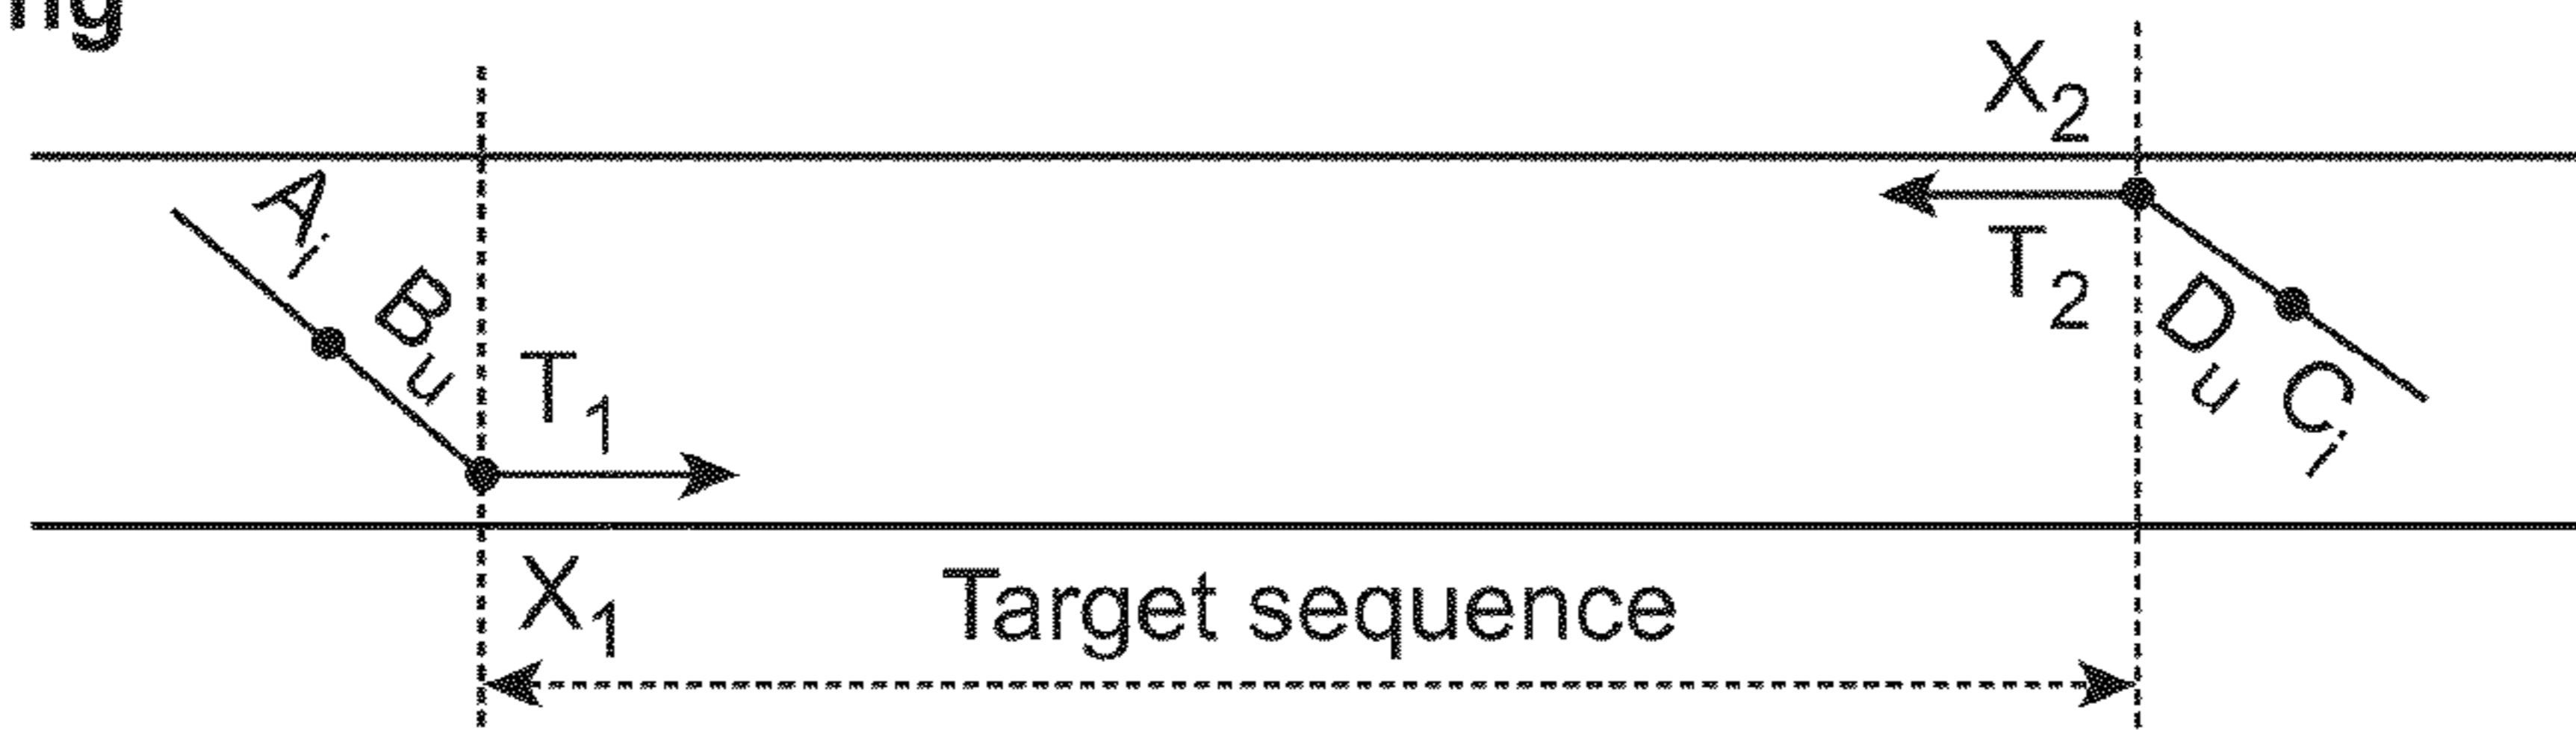 X2
Ai
Bu
T1
T2
Du
Ci
X1
Target sequence